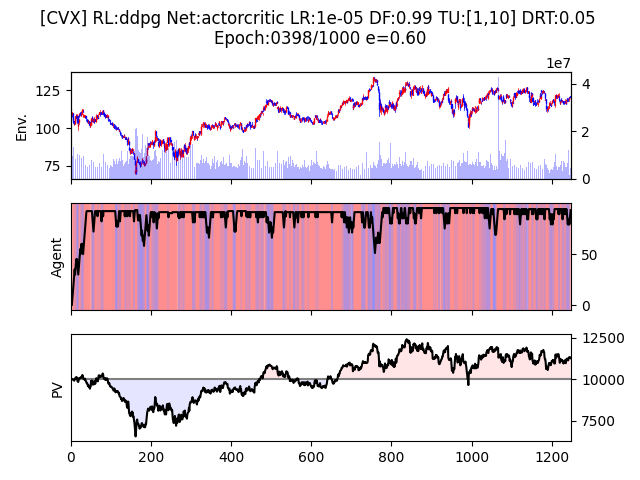 [CVX] RL:ddpg Net:actorcritic LR:1e-05 DF:0.99 TU:[1,10] DRT:0.05
Epoch:0398/1000 e=0.60
1e7
125
100
75
Env.
4
2
0
Agent
50
0
PV
12500
10000
7500
0 200 400 600 800 1000 1200